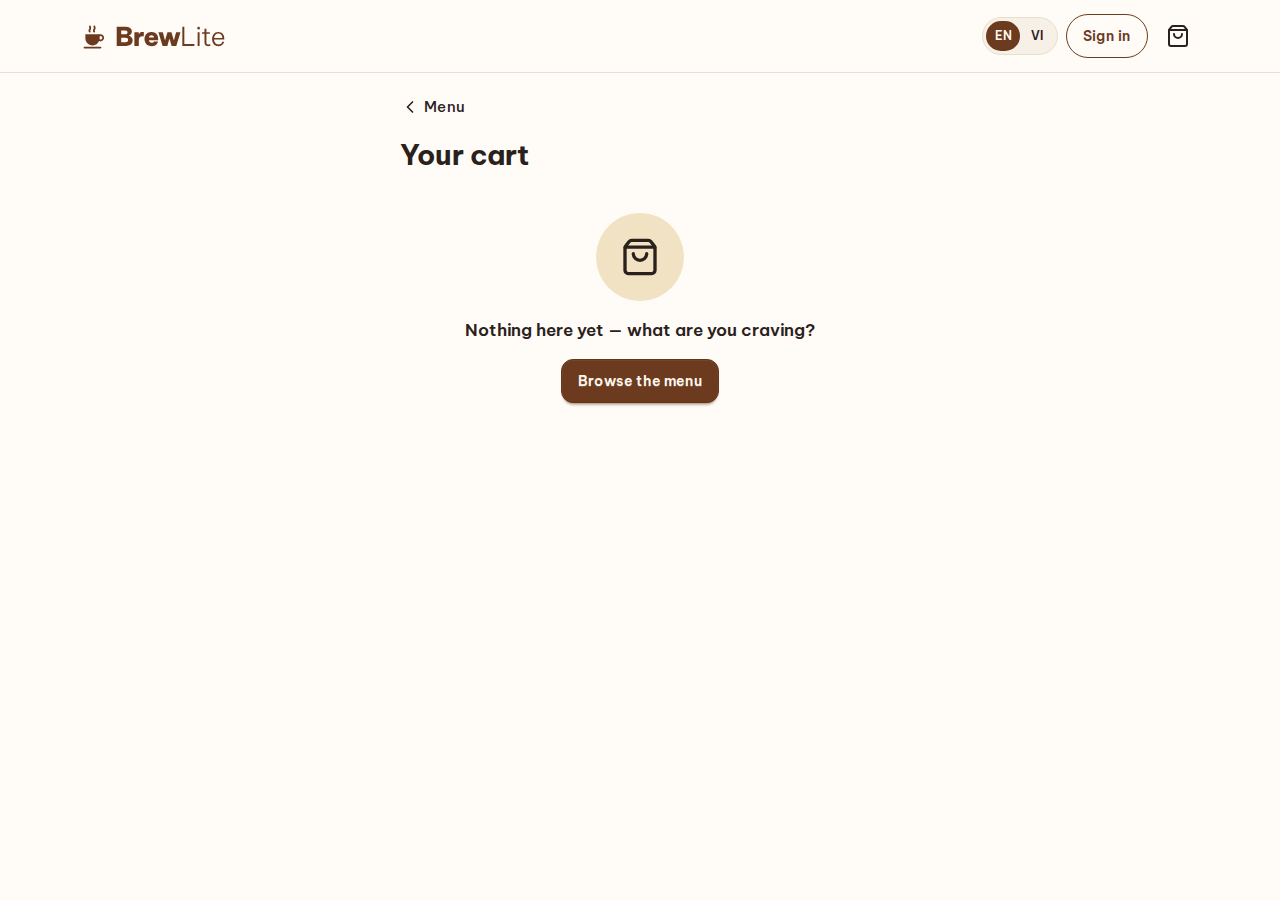 BrewLite
EN VI
Sign in
Menu
Your cart
Nothing here yet – what are you craving?
Browse the menu